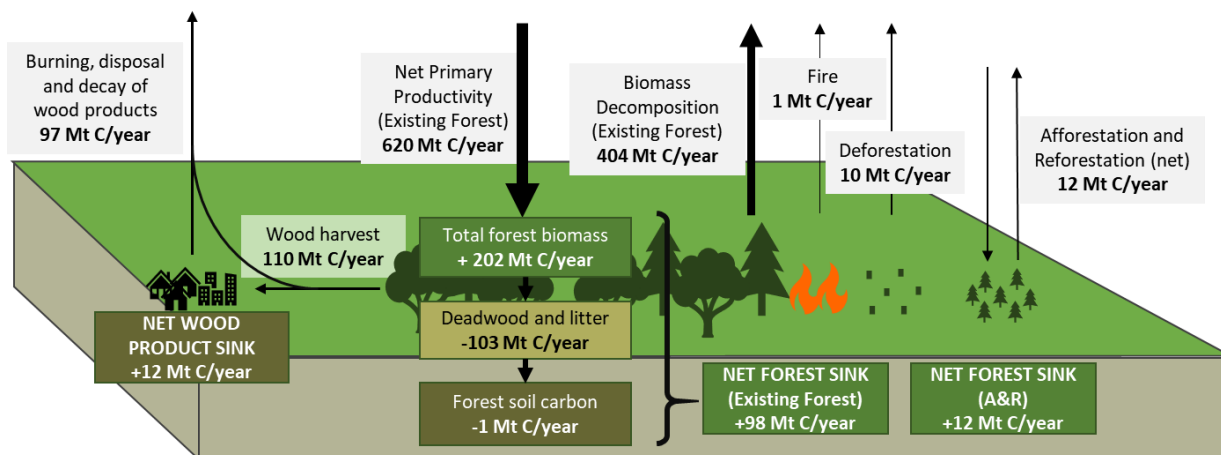 Burning, disposal
and decay of
wood products
97 Mt C/year
Net Primary
Productivity
(Existing Forest)
620 Mt C/year
Biomass
Decomposition
(Existing Forest)
404 Mt C/year
Fire
1 Mt C/year
Deforestation
10 Mt C/year
Afforestation and
Reforestation (net)
12 Mt C/year
Wood harvest
110 Mt C/year
Total forest biomass
+ 202 Mt C/year
Deadwood and litter
-103 Mt C/year
Forest soil carbon
-1 Mt C/year
NET WOOD
PRODUCT SINK
+12 Mt C/year
NET FOREST SINK
(Existing Forest)
+98 Mt C/year
NET FOREST SINK
(A&R)
+12 Mt C/year